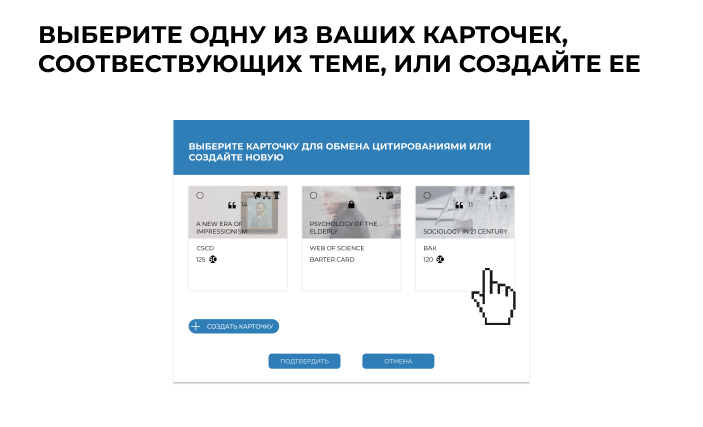 ВЫБЕРИТЕ ОДНУ ИЗ ВАШИХ КАРТОЧЕК,
СООТВЕСТВУЮЩИХ ТЕМЕ, ИЛИ СОЗДАЙТЕ ЕЕ
ВЫБЕРИТЕ КАРТОЧКУ ДЛЯ ОБМЕНА ЦИТИРОВАНИЯМИ ИЛИ
СОЗДАЙТЕ НОВУЮ
14
A NEW ERA OF
IMPRESSIONISM
CSCD
125 SC
PSYCHOLOGY OF THE
ELDERLY
WEB OF SCIENCE
BARTER CARD
11
SOCIOLOGY IN 21 CENTURY
ВАК
120 SC
+ СОЗДАТЬ КАРТОЧКУ
ПОДТВЕРДИТЬ
ОТМЕНА